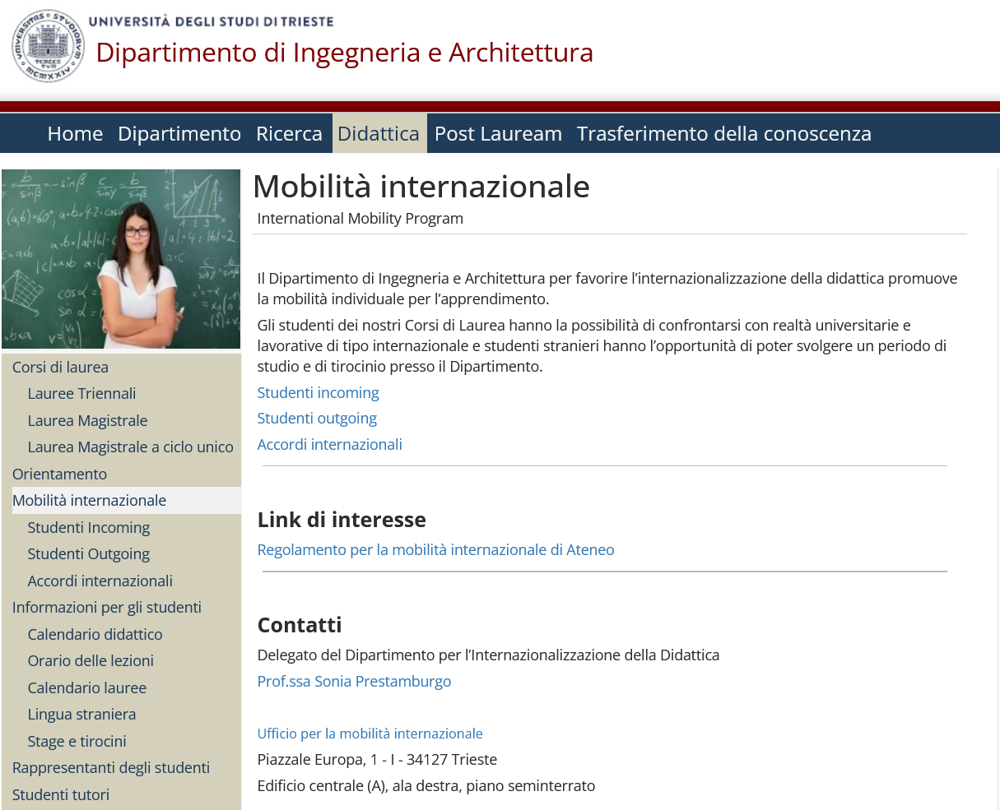 UNIVERSITÀ DEGLI STUDI DI TRIESTE
Dipartimento di Ingegneria e Architettura
Home Dipartimento Ricerca Didattica Post Lauream Trasferimento della conoscenza
Corsi di laurea
Lauree Triennali
Laurea Magistrale
Laurea Magistrale a ciclo unico
Orientamento
Mobilità internazionale
Studenti Incoming
Studenti Outgoing
Accordi internazionali
Informazioni per gli studenti
Calendario didattico
Orario delle lezioni
Calendario lauree
Lingua straniera
Stage e tirocini
Rappresentanti degli studenti
Studenti tutori
Mobilità internazionale
International Mobility Program
Il Dipartimento di Ingegneria e Architettura per favorire l’internazionalizzazione della didattica promuove
la mobilità individuale per l’apprendimento.
Gli studenti dei nostri Corsi di Laurea hanno la possibilità di confrontarsi con realtà universitarie e
lavorative di tipo internazionale e studenti stranieri hanno l’opportunità di poter svolgere un periodo di
studio e di tirocinio presso il Dipartimento.
Studenti incoming
Studenti outgoing
Accordi internazionali
Link di interesse
Regolamento per la mobilità internazionale di Ateneo
Contatti
Delegato del Dipartimento per l’Internazionalizzazione della Didattica
Prof.ssa Sonia Prestamburgo
Ufficio per la mobilità internazionale
Piazzale Europa, 1 - I - 34127 Trieste
Edificio centrale (A), ala destra, piano seminterrato